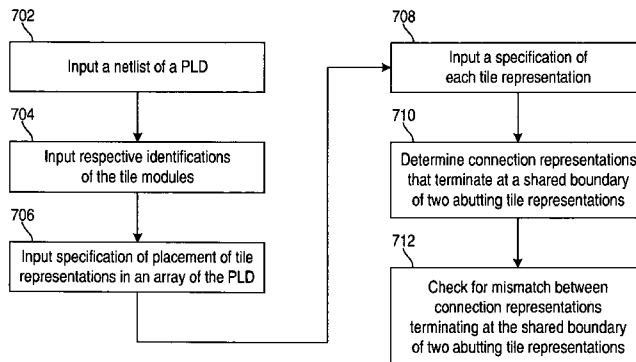 702
Input a netlist of a PLD
704
Input respective identifications
of the tile modules
706
Input specification of placement of tile
representations in an array of the PLD
708
Input a specification of
each tile representation
710
Determine connection representations
that terminate at a shared boundary
of two abutting tile representations
712
Check for mismatch between
connection representations
terminating at the shared boundary
of two abutting tile representations